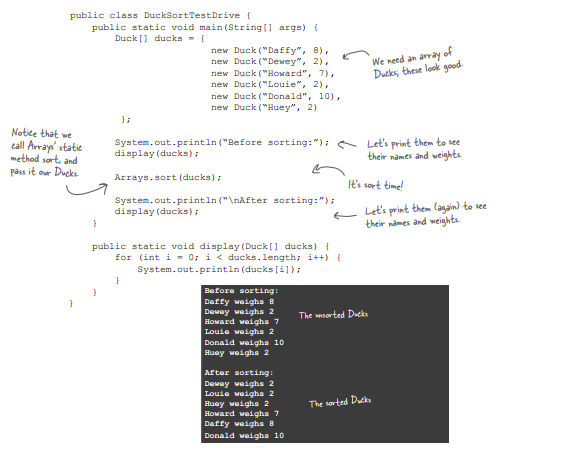 public class DuckSortTestDrive {
public static void main(String[] args) {
Duck[] ducks = {
new Duck("Daffy", 8),
new Duck("Dewey", 2),
new Duck("Howard", 7),
new Duck("Louie", 2),
new Duck("Donald", 10),
new Duck("Huey", 2)
};
We need an array of
Ducks; these look good.
Notice that we
call Arrays' static
method sort, and
pass it our Ducks.
System.out.println("Before sorting:");
display(ducks);
Let's print them to see
their names and weights.
Arrays.sort(ducks);
It's sort time!
System.out.println("\nAfter sorting:");
display(ducks);
Let's print them (again) to see
their names and weights.
}
public static void display(Duck[] ducks) {
for (int i = 0; i < ducks.length; i++) {
System.out.println(ducks[i]);
}
}
}
Before sorting:
Daffy weighs 8
Dewey weighs 2
Howard weighs 7
Louie weighs 2
Donald weighs 10
Huey weighs 2
The unsorted Ducks
After sorting:
Dewey weighs 2
Louie weighs 2
Huey weighs 2
Howard weighs 7
Daffy weighs 8
Donald weighs 10
The sorted Ducks